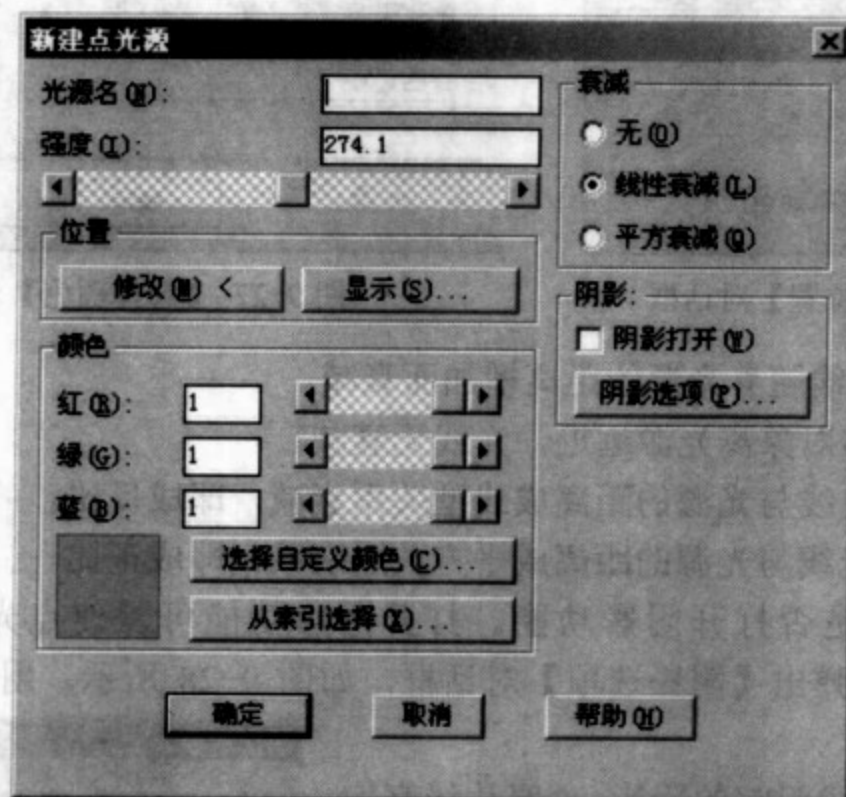 新建点光源
光源名(N):
强度(I): 274.1
位置
修改(M) <
显示(S)...
颜色
红(R): 1
绿(G): 1
蓝(B): 1
选择自定义颜色(C)...
从索引选择(X)...
衰减
无(O)
线性衰减(L)
平方衰减(Q)
阴影:
阴影打开(W)
阴影选项(P)...
确定
取消
帮助(H)